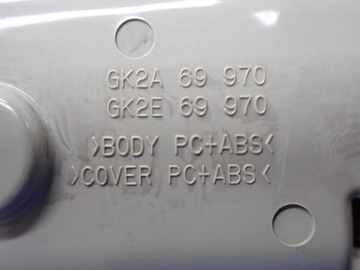 GK2A 69 970
GK2E 69 970
>BODY PC+ABS<
>COVER PC+ABS<